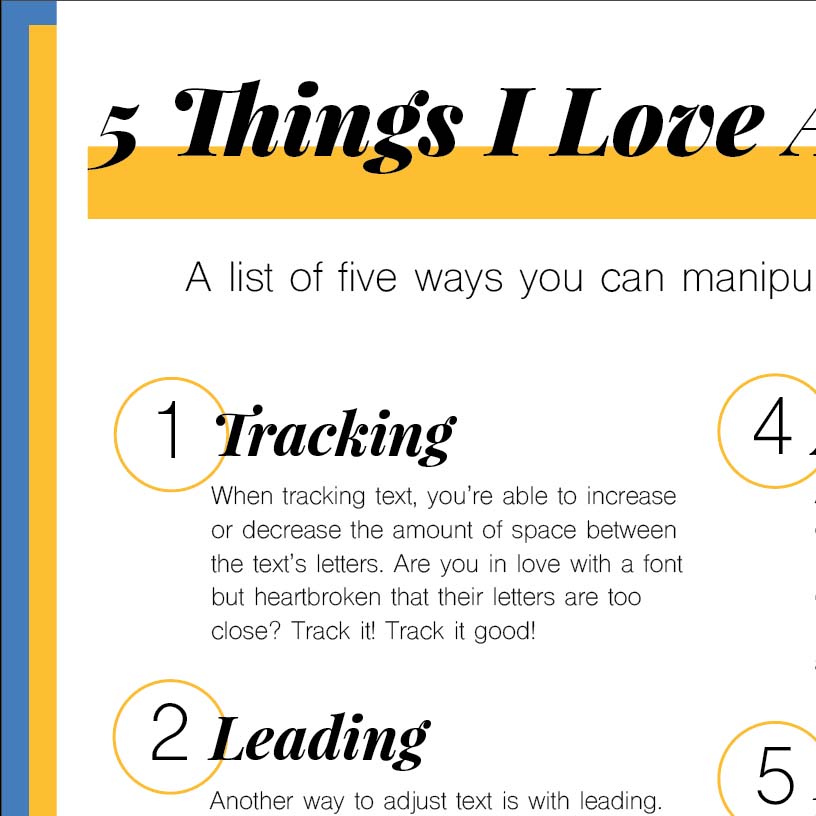 5 Things I Love
A list of five ways you can manipu
1 Tracking
When tracking text, you're able to increase
or decrease the amount of space between
the text's letters. Are you in love with a font
but heartbroken that their letters are too
close? Track it! Track it good!
2 Leading
Another way to adjust text is with leading.
4
5